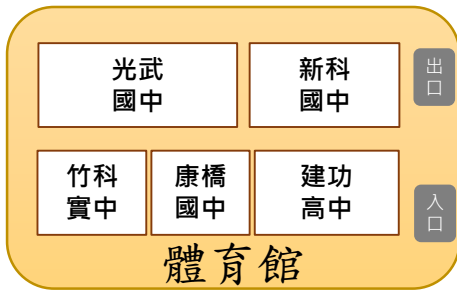 光武
國中
新科
國中
出
口
竹科
實中
康橋
國中
建功
高中
入
口
體育館